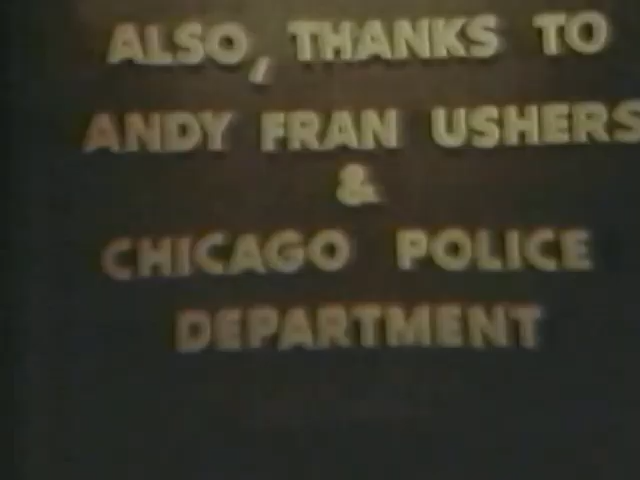 ALSO, THANKS TO
ANDY FRAN USHERS
&
CHICAGO POLICE
DEPARTMENT